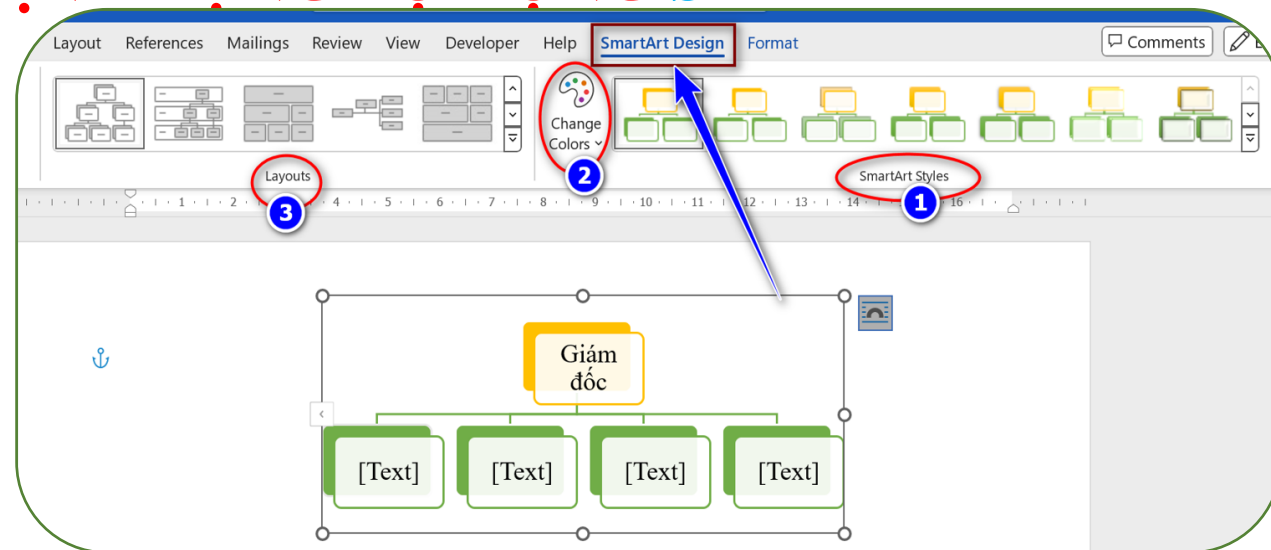 Layout References Mailings Review View Developer Help SmartArt Design Format Comments
Change
Colors
Layouts
SmartArt Styles
2
3
1
1 2 4 5 6 7 8 9 10 11 12 13 14 16
Giám
đốc
[Text] [Text] [Text] [Text]